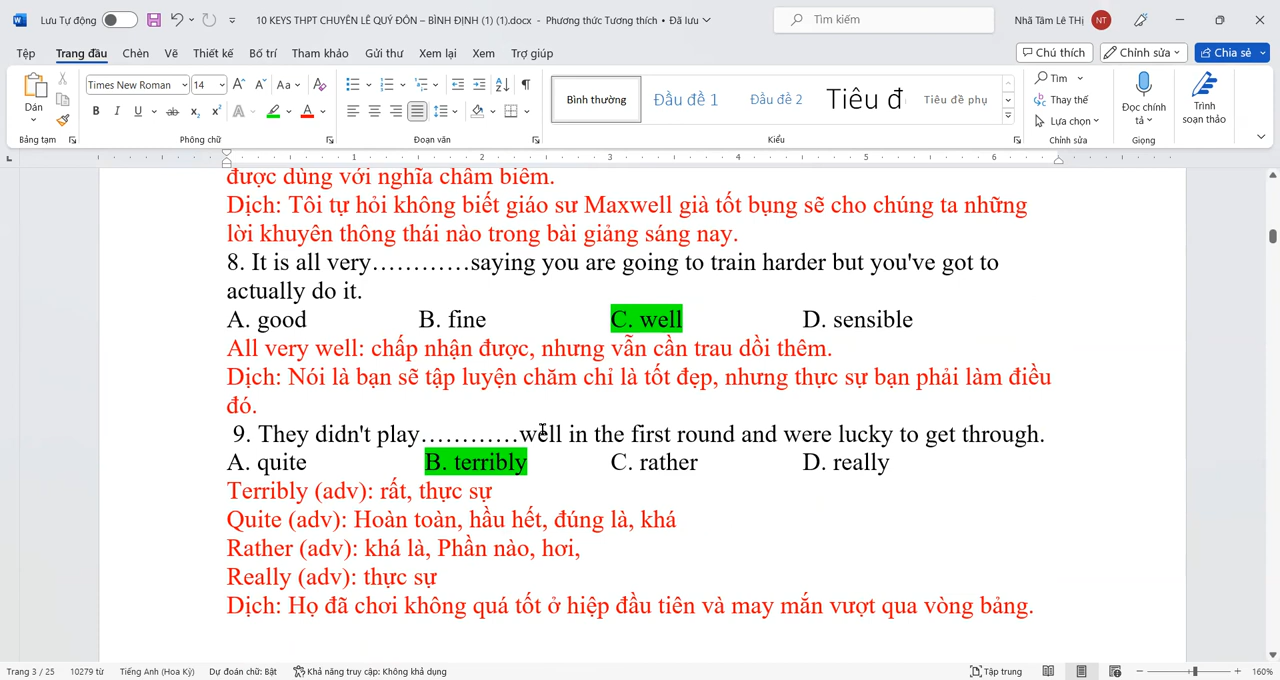 Lưu Tự động
10 KEYS THPT CHUYÊN LÊ QUÝ ĐÔN – BÌNH ĐỊNH (1) (1).docx - Phương thức Tương thích • Đã lưu
Tìm kiếm
Nhã Tâm Lê THị
NT
Tệp Trang đầu Chèn Vẽ Thiết kế Bố trí Tham khảo Gửi thư Xem lại Xem Trợ giúp
Chú thích Chỉnh sửa Chia sẻ
Dán
Times New Roman 14
Bình thường Đầu đề 1 Đầu đề 2 Tiêu đ Tiêu đề phụ
Tìm
Thay thế
Lựa chọn
Đọc chính tả
Trình soạn thảo
Bảng tạm Phông chữ Đoạn văn Kiểu Chỉnh sửa Giọng
1 2 3 4 5 6
được dùng với nghĩa châm biếm.
Dịch: Tôi tự hỏi không biết giáo sư Maxwell già tốt bụng sẽ cho chúng ta những
lời khuyên thông thái nào trong bài giảng sáng nay.
8. It is all very…………saying you are going to train harder but you've got to
actually do it.
A. good B. fine C. well D. sensible
All very well: chấp nhận được, nhưng vẫn cần trau dồi thêm.
Dịch: Nói là bạn sẽ tập luyện chăm chỉ là tốt đẹp, nhưng thực sự bạn phải làm điều
đó.
9. They didn't play…………well in the first round and were lucky to get through.
A. quite B. terribly C. rather D. really
Terribly (adv): rất, thực sự
Quite (adv): Hoàn toàn, hầu hết, đúng là, khá
Rather (adv): khá là, Phần nào, hơi,
Really (adv): thực sự
Dịch: Họ đã chơi không quá tốt ở hiệp đầu tiên và may mắn vượt qua vòng bảng.
Trang 3 / 25 10279 từ Tiếng Anh (Hoa Kỳ) Dự đoán chữ: Bật Khả năng truy cập: Không khả dụng
Tập trung
160%